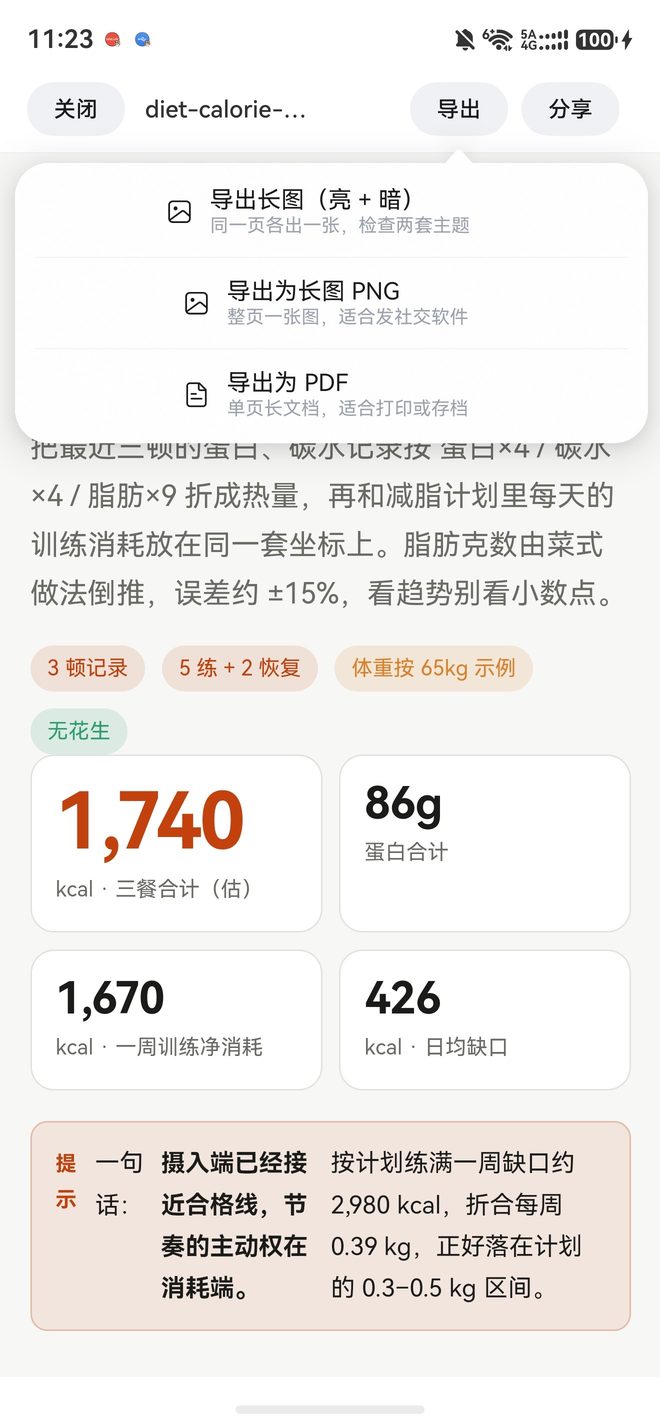 11:23
6
5A
4G
100
关闭
diet-calorie-...
导出
分享
导出长图（亮 + 暗）
同一页各出一张，检查两套主题
导出为长图 PNG
整页一张图，适合发社交软件
导出为 PDF
单页长文档，适合打印或存档
把最近三顿的蛋白、碳水记录按 蛋白×4 / 碳水
×4 / 脂肪×9 折成热量，再和减脂计划里每天的
训练消耗放在同一套坐标上。脂肪克数由菜式
做法倒推，误差约 ±15%，看趋势别看小数点。
3 顿记录
5 练 + 2 恢复
体重按 65kg 示例
无花生
1,740
kcal · 三餐合计（估）
86g
蛋白合计
1,670
kcal · 一周训练净消耗
426
kcal · 日均缺口
提
示
一句
话：
摄入端已经接
近合格线，节
奏的主动权在
消耗端。
按计划练满一周缺口约
2,980 kcal，折合每周
0.39 kg，正好落在计划
的 0.3–0.5 kg 区间。